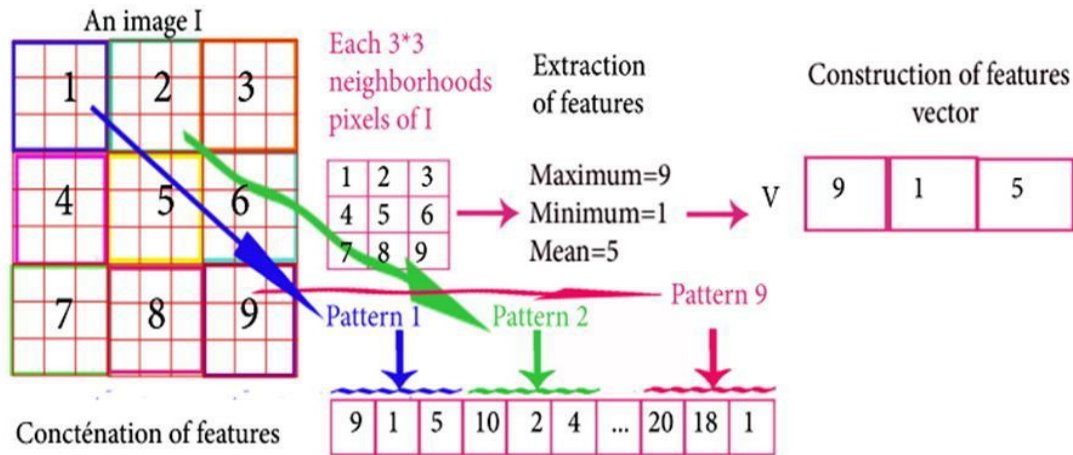 An image I
1 2 3
4 5 6
7 8 9
Each 3*3
neighborhoods
pixels of I
1 2 3
4 5 6
7 8 9
Extraction
of features
Maximum=9
Minimum=1
Mean=5
Construction of features
vector
V 9 1 5
Pattern 1 Pattern 2 Pattern 9
Concténation of features
9 1 5 10 2 4 ... 20 18 1